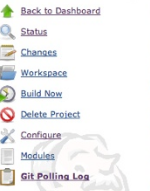 Back to Dashboard
Status
Changes
Workspace
Build Now
Delete Project
Configure
Modules
Git Polling Log